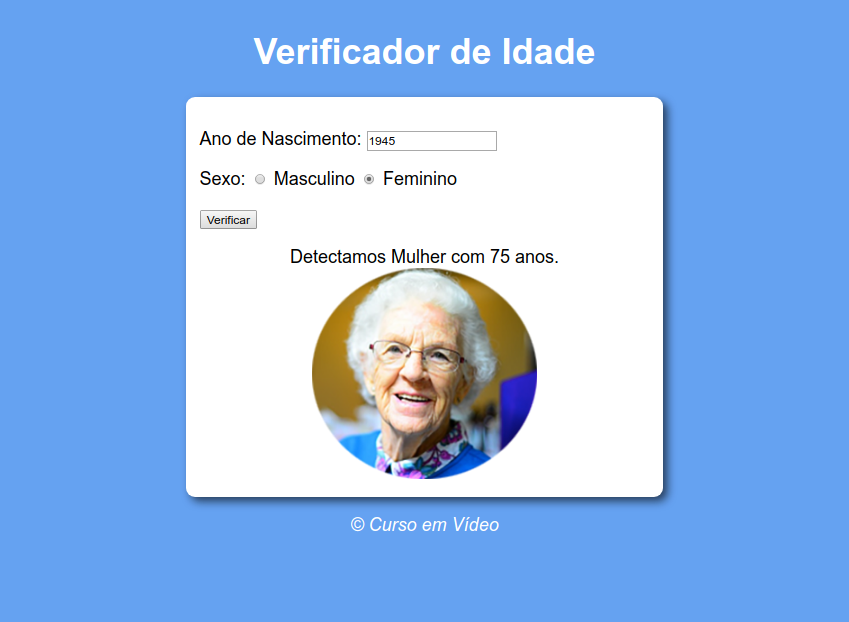 Verificador de Idade
Ano de Nascimento: 1945
Sexo: Masculino Feminino
Verificar
Detectamos Mulher com 75 anos.
© Curso em Vídeo